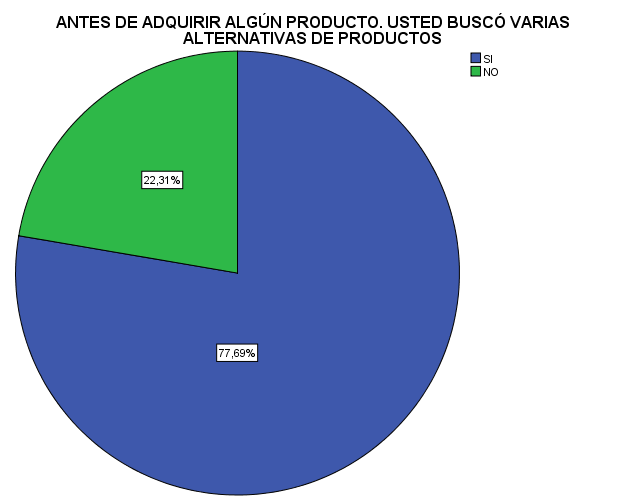 ANTES DE ADQUIRIR ALGÚN PRODUCTO. USTED BUSCÓ VARIAS
ALTERNATIVAS DE PRODUCTOS
SI
NO
22,31%
77,69%